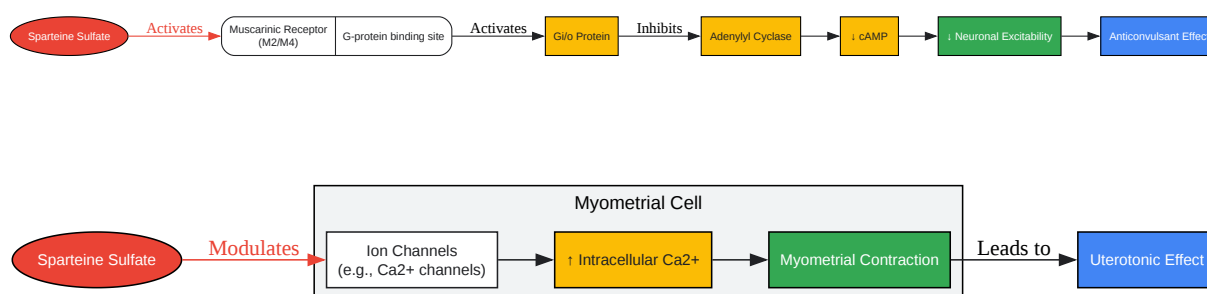 Sparteine Sulfate
Activates
Muscarinic Receptor
(M2/M4)
G-protein binding site
Activates
Gi/o Protein
Inhibits
Adenylyl Cyclase
↓ cAMP
↓ Neuronal Excitability
Anticonvulsant Effect
Myometrial Cell
Sparteine Sulfate
Modulates
Ion Channels
(e.g., Ca2+ channels)
↑ Intracellular Ca2+
Myometrial Contraction
Leads to
Uterotonic Effect